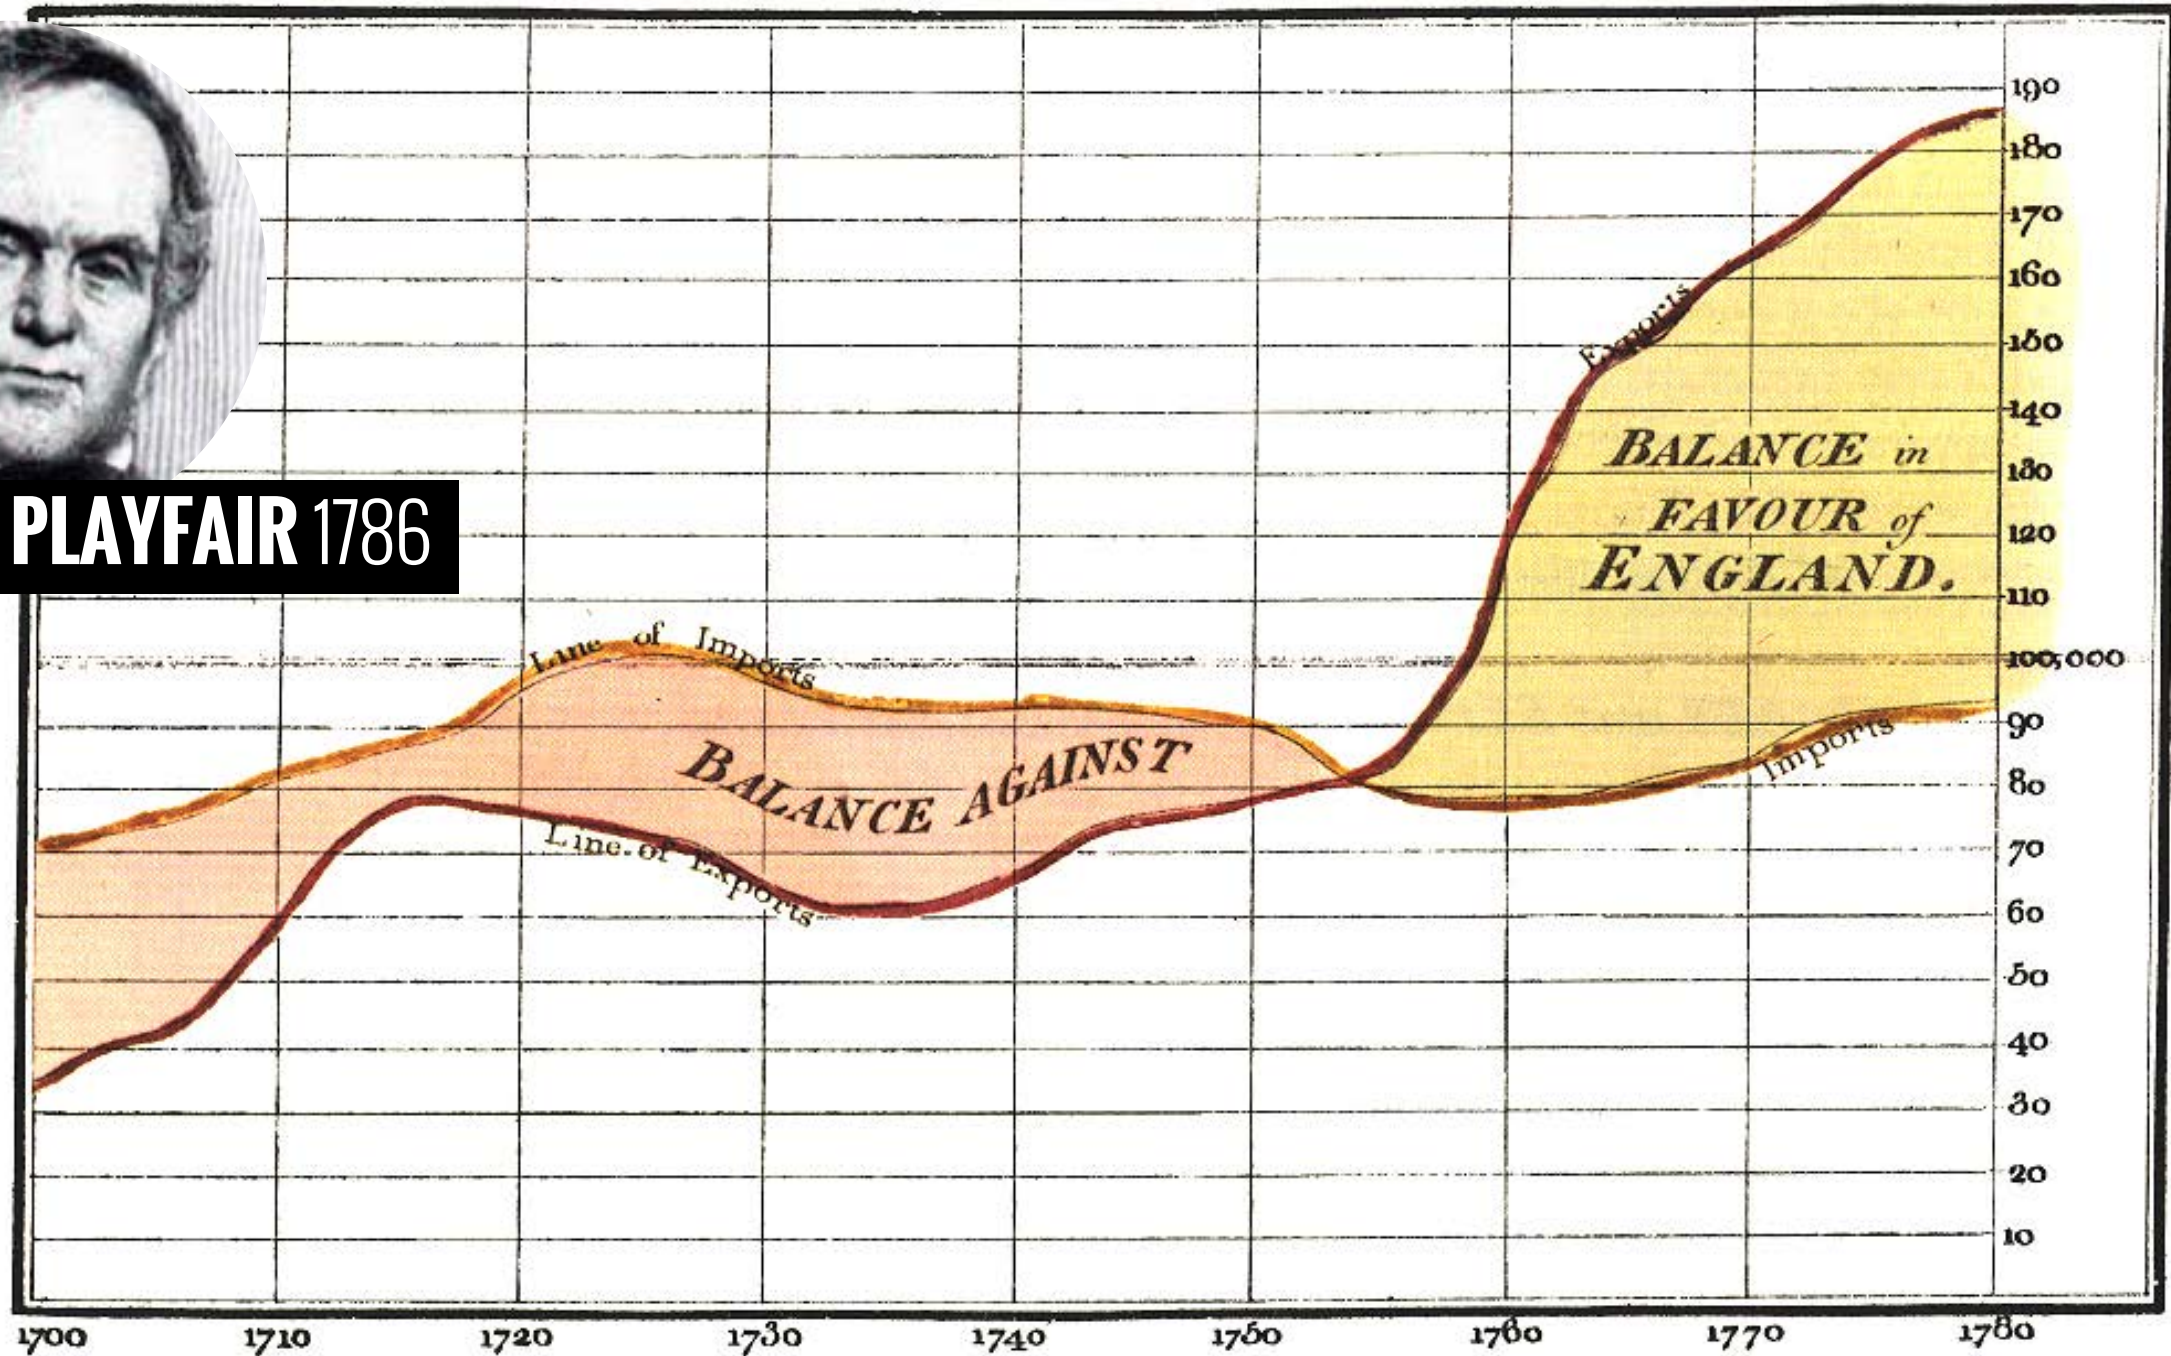 PLAYFAIR 1786
190
180
170
160
150
140
130
120
110
100,000
90
80
70
60
50
40
30
20
10
Exports
BALANCE in
FAVOUR of
ENGLAND.
Imports
Line of Imports
BALANCE AGAINST
Line of Exports
1700 1710 1720 1730 1740 1750 1760 1770 1780